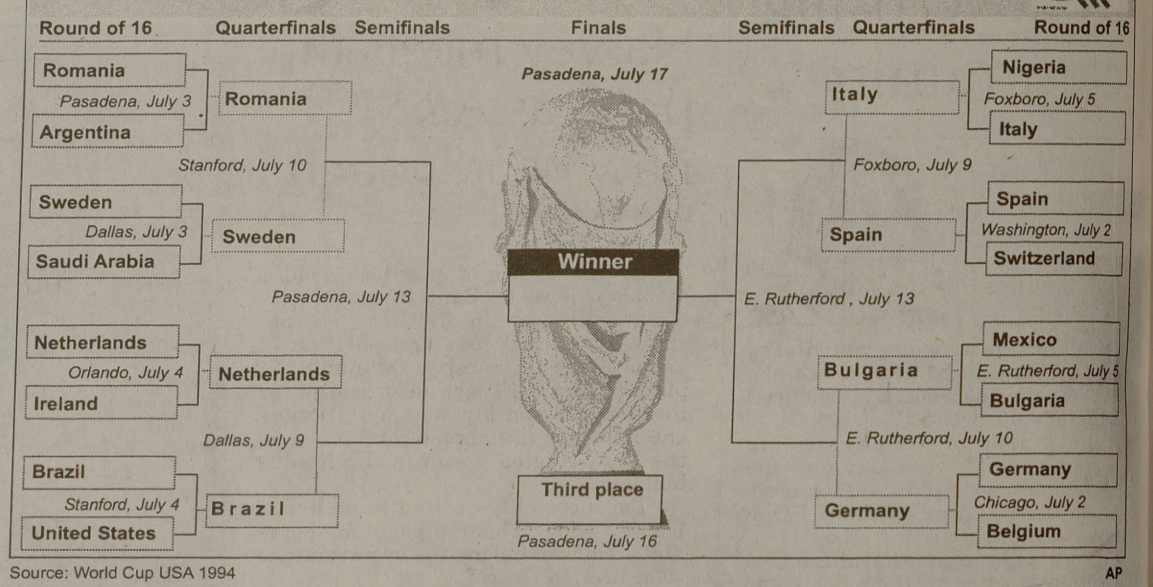 Round of 16 Quarterfinals Semifinals Finals Semifinals Quarterfinals Round of 16
Romania
Pasadena, July 3
Argentina
Romania
Stanford, July 10
Sweden
Dallas, July 3
Saudi Arabia
Sweden
Pasadena, July 13
Netherlands
Orlando, July 4
Ireland
Netherlands
Dallas, July 9
Brazil
Stanford, July 4
United States
Brazil
Pasadena, July 17
Winner
Third place
Pasadena, July 16
Italy
Nigeria
Foxboro, July 5
Italy
Foxboro, July 9
Spain
Spain
Washington, July 2
Switzerland
E. Rutherford , July 13
Bulgaria
Mexico
E. Rutherford, July 5
Bulgaria
E. Rutherford, July 10
Germany
Germany
Chicago, July 2
Belgium
Source: World Cup USA 1994
AP